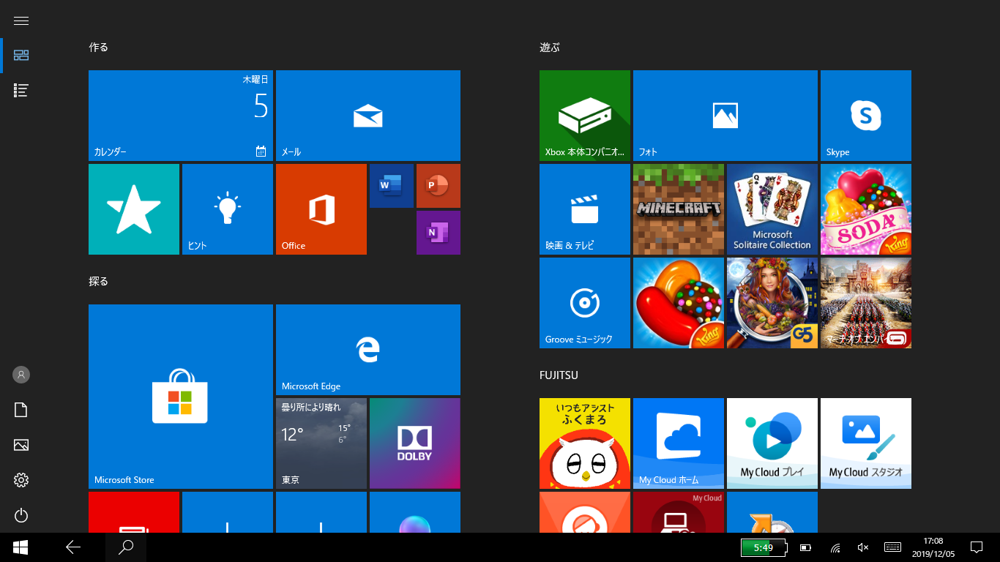 作る
木曜日
5
カレンダー
メール
ヒント
Office
W
P
N
探る
Microsoft Edge
Microsoft Store
曇り所により晴れ
12°
15°
6°
東京
DOLBY
遊ぶ
Xbox 本体コンパニオ...
フォト
S
Skype
映画 & テレビ
MINECRAFT
J
Q
K
Microsoft
Solitaire Collection
SODA
King
Groove ミュージック
King
G5
マーチ オブ エンパイ
FUJITSU
いつもアシスト
ふくまろ
My Cloud ホーム
My Cloud プレイ
My Cloud スタジオ
My Cloud
5:49
17:08
2019/12/05